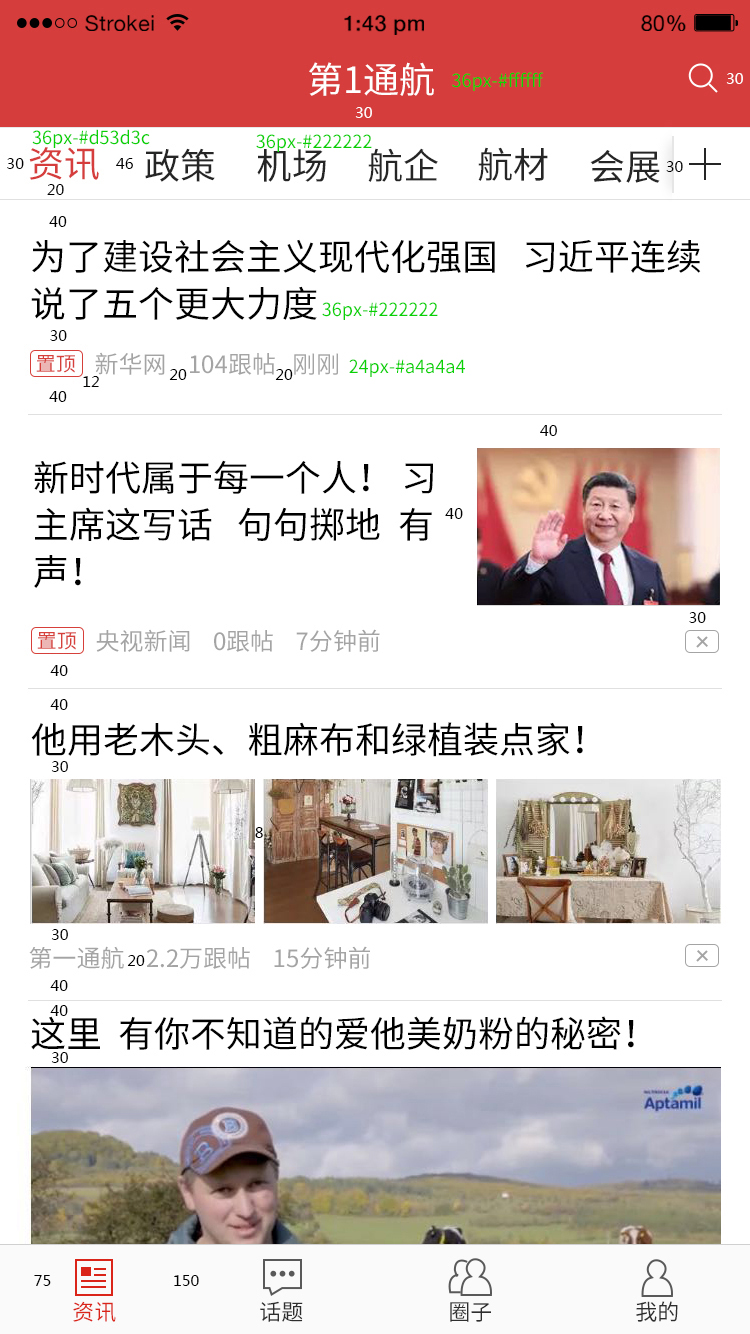 Strokei 1:43 pm 80%
第1通航 36px-#ffffff 30
30
36px-#d53d3c 36px-#222222
30 资讯 46 政策 机场 航企 航材 会展 30
20
40
为了建设社会主义现代化强国 习近平连续
说了五个更大力度 36px-#222222
30
置顶 新华网 104跟帖 刚刚 24px-#a4a4a4
12 20 20
40
40
新时代属于每一个人！ 习
主席这写话 句句掷地 有
声！
40
30
置顶 央视新闻 0跟帖 7分钟前
40
40
他用老木头、粗麻布和绿植装点家！
30
8
30
第一通航 20 2.2万跟帖 15分钟前
40
40
这里 有你不知道的爱他美奶粉的秘密！
30
Aptamil
75 150
资讯 话题 圈子 我的